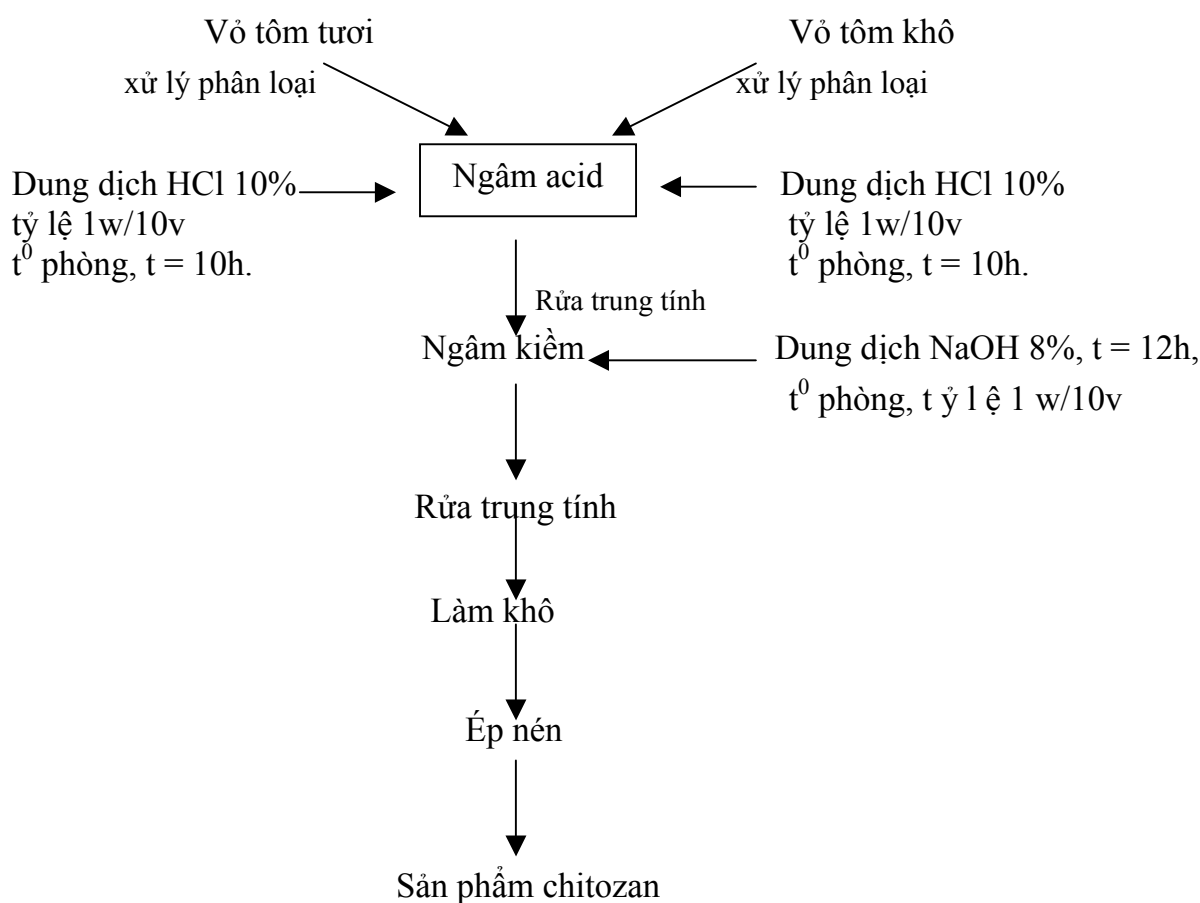 Vỏ tôm tươi
Vỏ tôm khô
xử lý phân loại
xử lý phân loại
Ngâm acid
Dung dịch HCl 10%
tỷ lệ 1w/10v
t⁰ phòng, t = 10h.
Dung dịch HCl 10%
tỷ lệ 1w/10v
t⁰ phòng, t = 10h.
Rửa trung tính
Ngâm kiềm
Dung dịch NaOH 8%, t = 12h,
t⁰ phòng, t ỷ l ệ 1 w/10v
Rửa trung tính
Làm khô
Ép nén
Sản phẩm chitozan